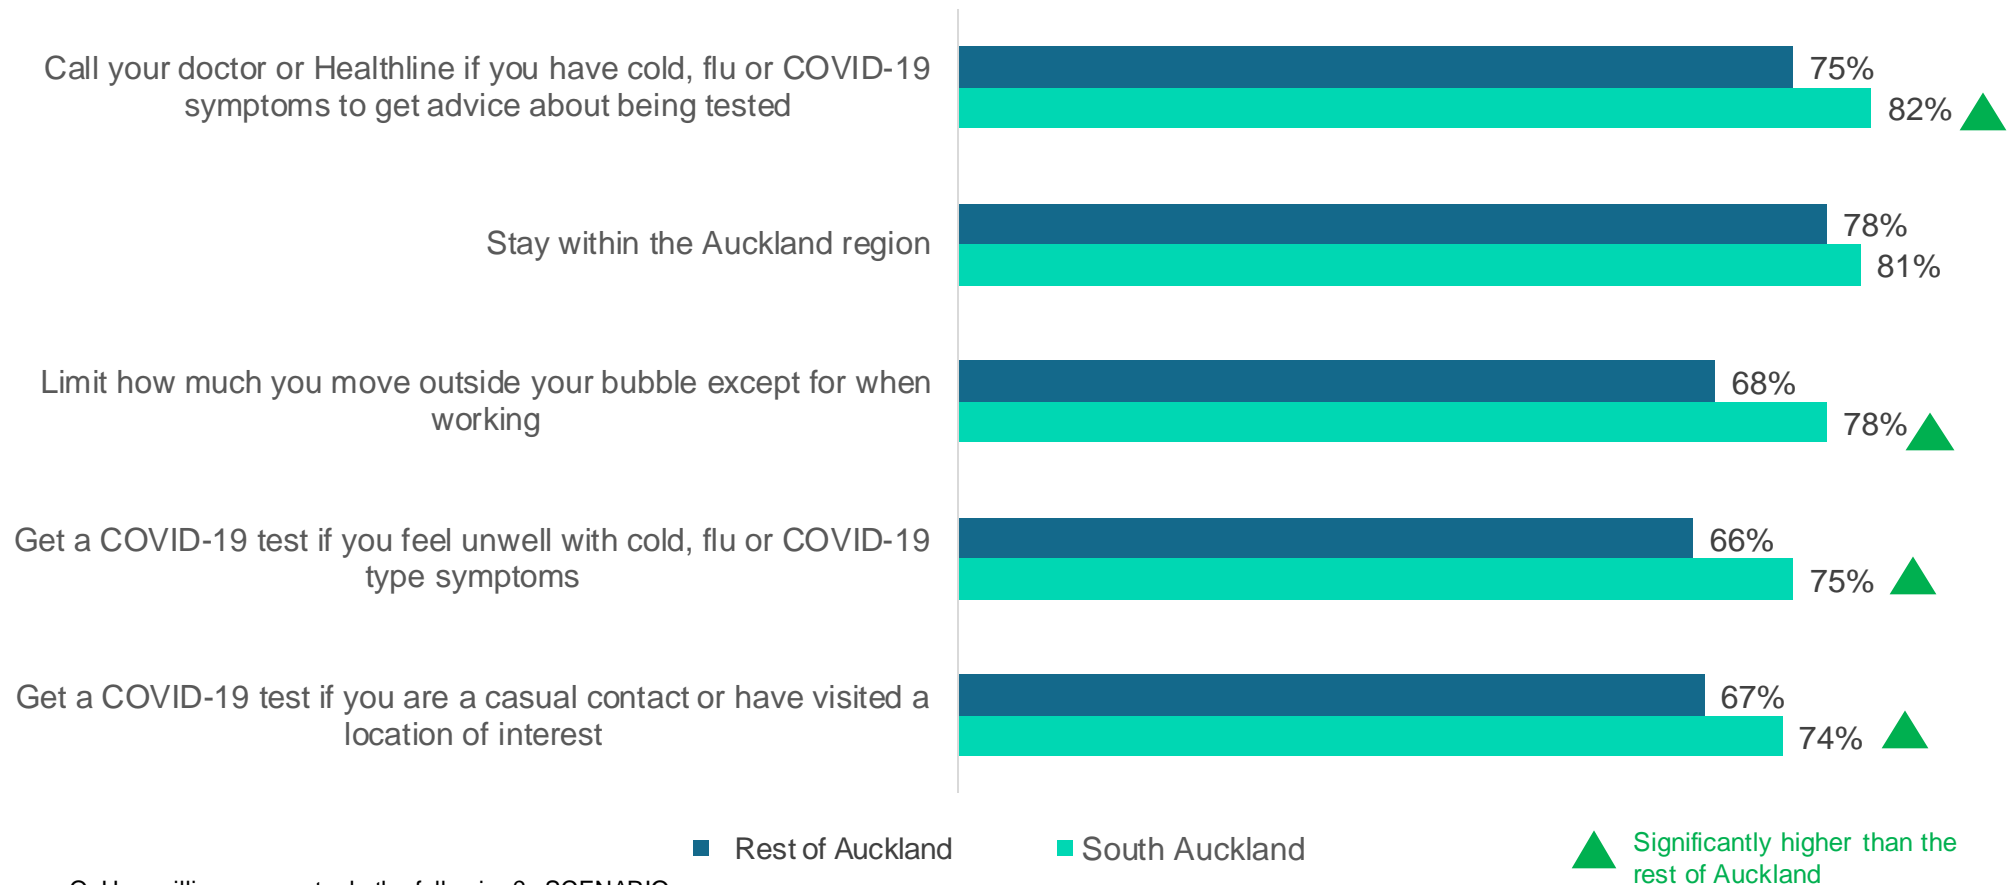 Call your doctor or Healthline if you have cold, flu or COVID-19
symptoms to get advice about being tested
75%
82%
Stay within the Auckland region
78%
81%
Limit how much you move outside your bubble except for when
working
68%
78%
Get a COVID-19 test if you feel unwell with cold, flu or COVID-19
type symptoms
66%
75%
Get a COVID-19 test if you are a casual contact or have visited a
location of interest
67%
74%
Rest of Auckland
South Auckland
Significantly higher than the
rest of Auckland